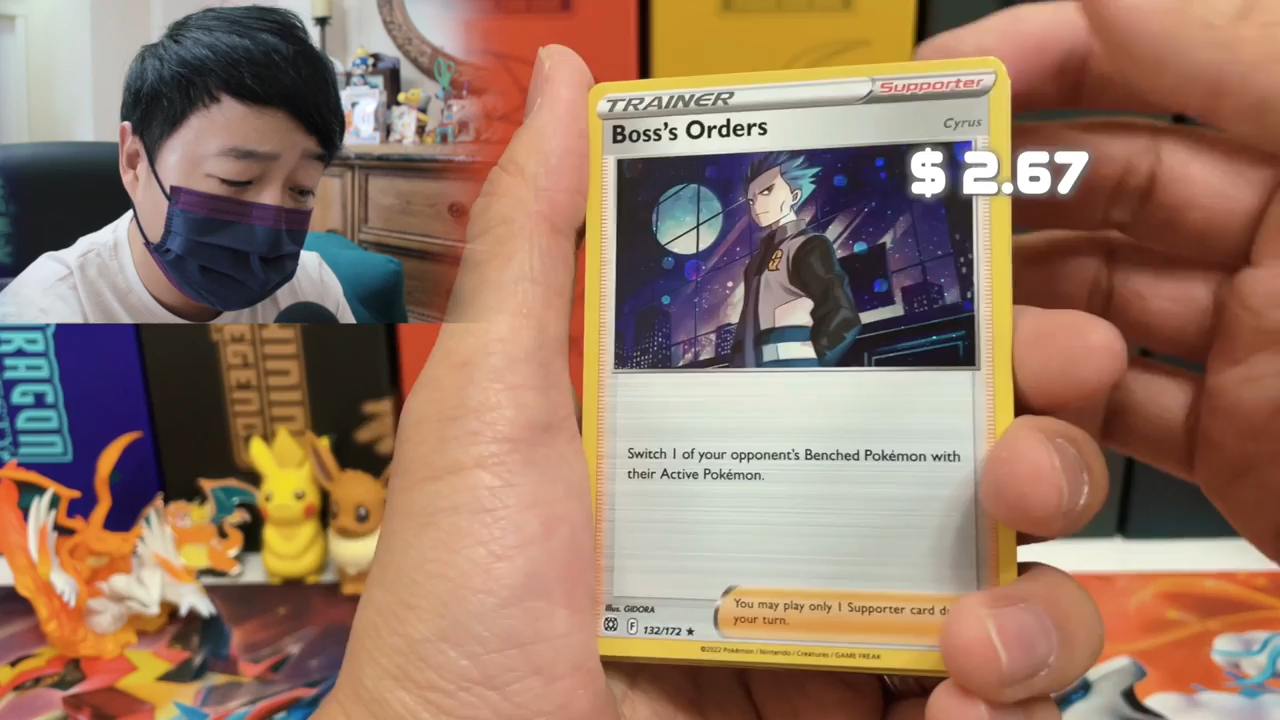 TRAINER
Supporter
Boss's Orders
Cyrus
$ 2.67
Switch 1 of your opponent's Benched Pokémon with
their Active Pokémon.
Illus. GIDORA
You may play only 1 Supporter card
your turn.
F
132/172 ★
©2022 Pokémon / Nintendo / Creatures / GAME FREAK